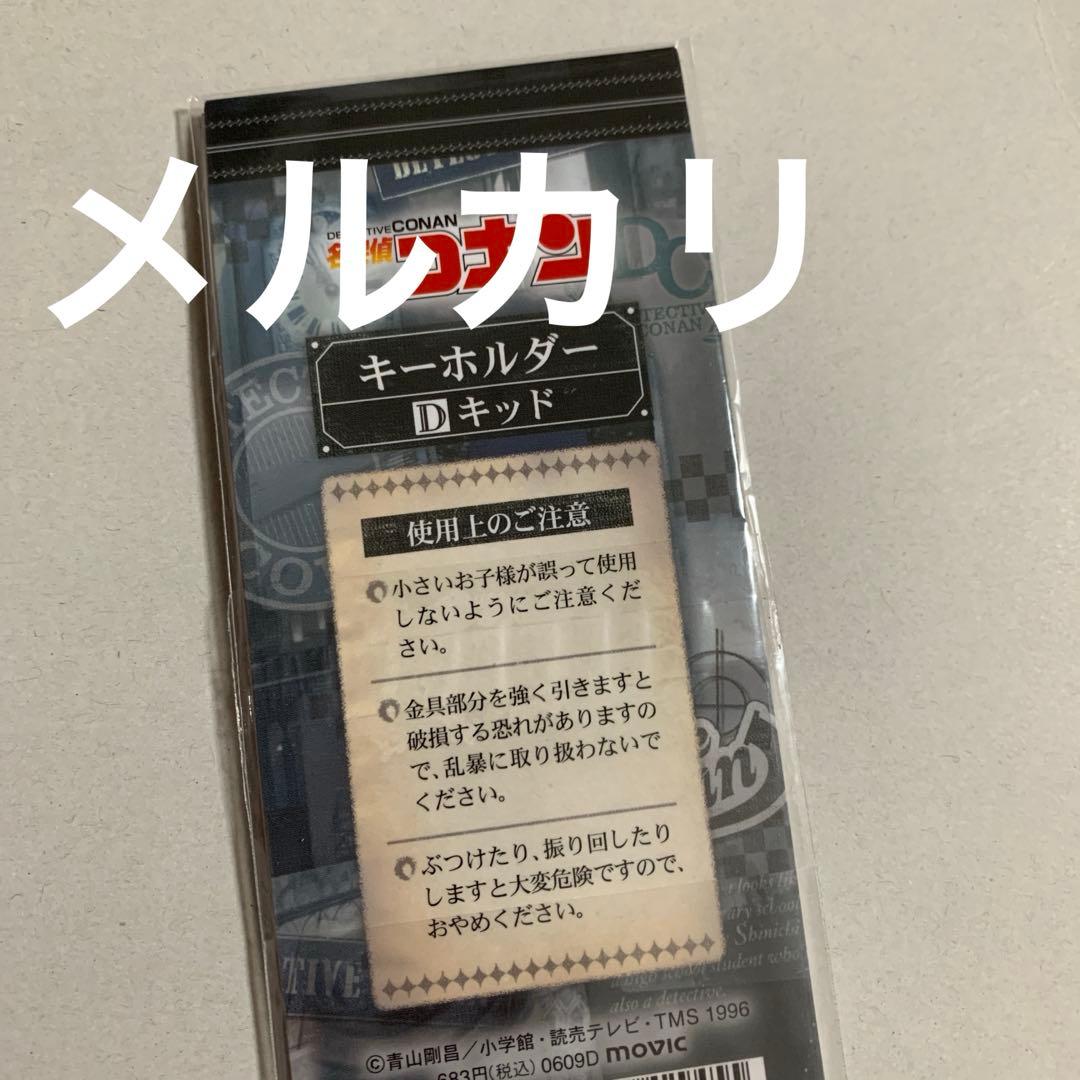 メルカリ
DETECTIVE CONAN
名探偵コナン
キーホルダー
D キッド
使用上のご注意
小さいお子様が誤って使用
しないようにご注意くだ
さい。
金具部分を強く引きますと
破損する恐れがありますの
で、乱暴に取り扱わないで
ください。
ぶつけたり、振り回したり
しますと大変危険ですので、
おやめください。
TIVE
Shinichi
student who
also a detective.
©青山剛昌／小学館・読売テレビ・TMS 1996
683円(税込) 0609D movic